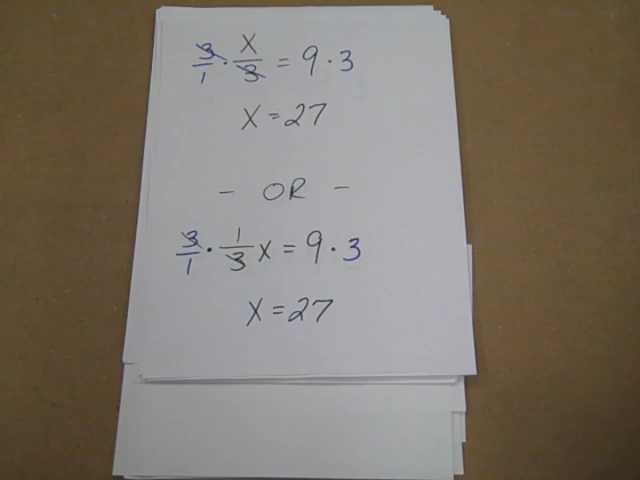 3/1 · X/3 = 9 · 3
X = 27
- OR -
3/1 · 1/3 X = 9 · 3
X = 27